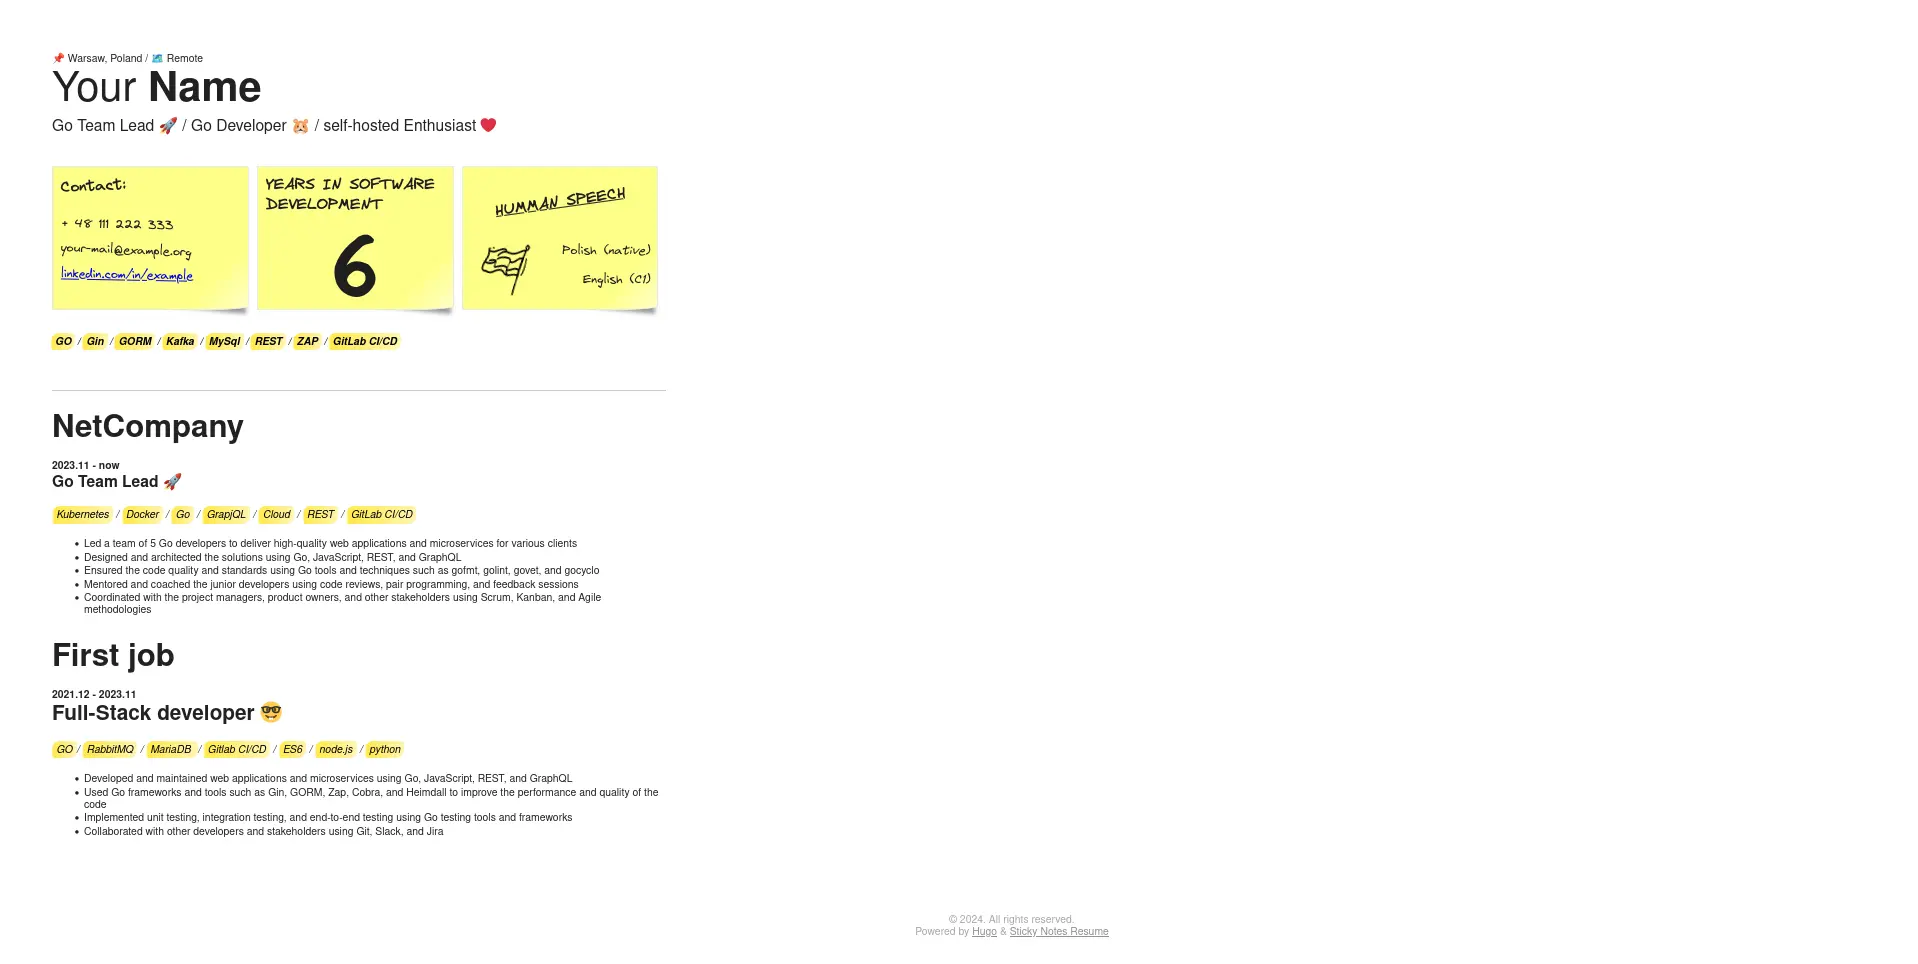 📌 Warsaw, Poland / 🗺️ Remote
Your Name
Go Team Lead 🚀 / Go Developer 🐹 / self-hosted Enthusiast ❤️
Contact:
+ 48 111 222 333
your-mail@example.org
linkedin.com/in/example
YEARS IN SOFTWARE
DEVELOPMENT
6
HUMMAN SPEECH
Polish (native)
English (C1)
GO / Gin / GORM / Kafka / MySql / REST / ZAP / GitLab CI/CD
NetCompany
2023.11 - now
Go Team Lead 🚀
Kubernetes / Docker / Go / GrapjQL / Cloud / REST / GitLab CI/CD
• Led a team of 5 Go developers to deliver high-quality web applications and microservices for various clients
• Designed and architected the solutions using Go, JavaScript, REST, and GraphQL
• Ensured the code quality and standards using Go tools and techniques such as gofmt, golint, govet, and gocyclo
• Mentored and coached the junior developers using code reviews, pair programming, and feedback sessions
• Coordinated with the project managers, product owners, and other stakeholders using Scrum, Kanban, and Agile
methodologies
First job
2021.12 - 2023.11
Full-Stack developer 🤓
GO / RabbitMQ / MariaDB / Gitlab CI/CD / ES6 / node.js / python
• Developed and maintained web applications and microservices using Go, JavaScript, REST, and GraphQL
• Used Go frameworks and tools such as Gin, GORM, Zap, Cobra, and Heimdall to improve the performance and quality of the
code
• Implemented unit testing, integration testing, and end-to-end testing using Go testing tools and frameworks
• Collaborated with other developers and stakeholders using Git, Slack, and Jira
© 2024. All rights reserved.
Powered by Hugo & Sticky Notes Resume